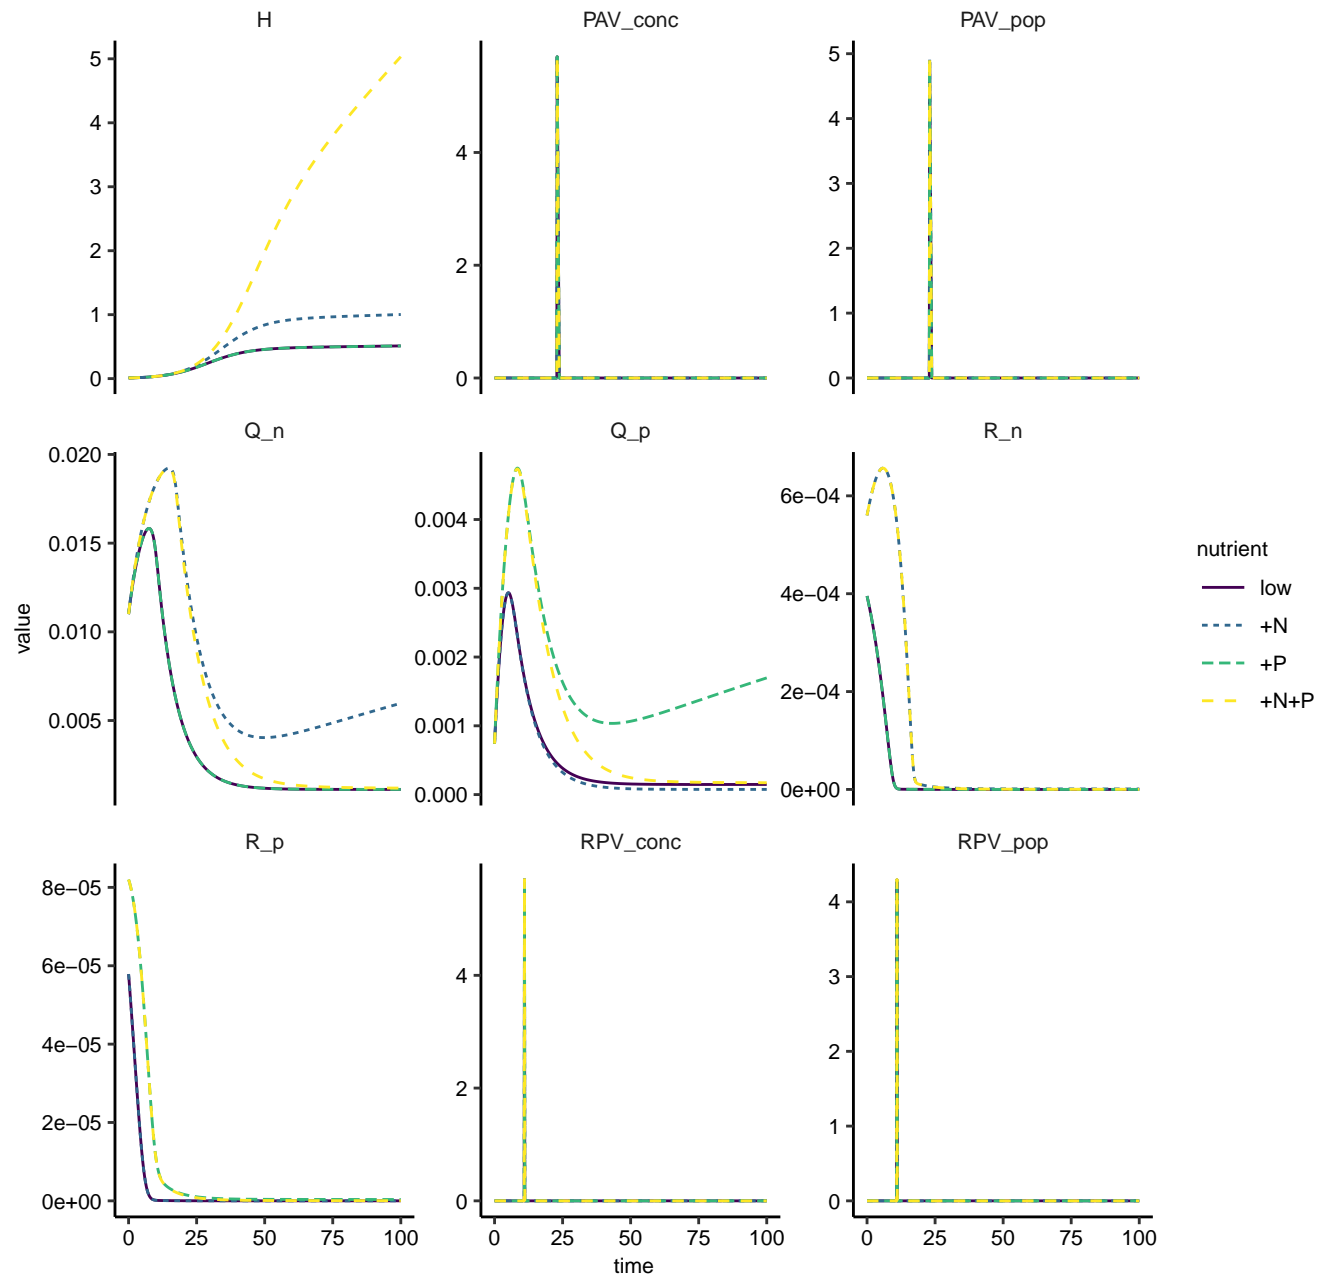 H
PAV_conc
PAV_pop
5
4
3
2
1
0
4
2
0
5
4
3
2
1
0
Q_n
Q_p
R_n
0.020
0.015
0.010
0.005
0.004
0.003
0.002
0.001
0.000
6e−04
4e−04
2e−04
0e+00
value
nutrient
low
+N
+P
+N+P
R_p
RPV_conc
RPV_pop
8e−05
6e−05
4e−05
2e−05
0e+00
4
2
0
4
3
2
1
0
0 25 50 75 100
0 25 50 75 100
0 25 50 75 100
time